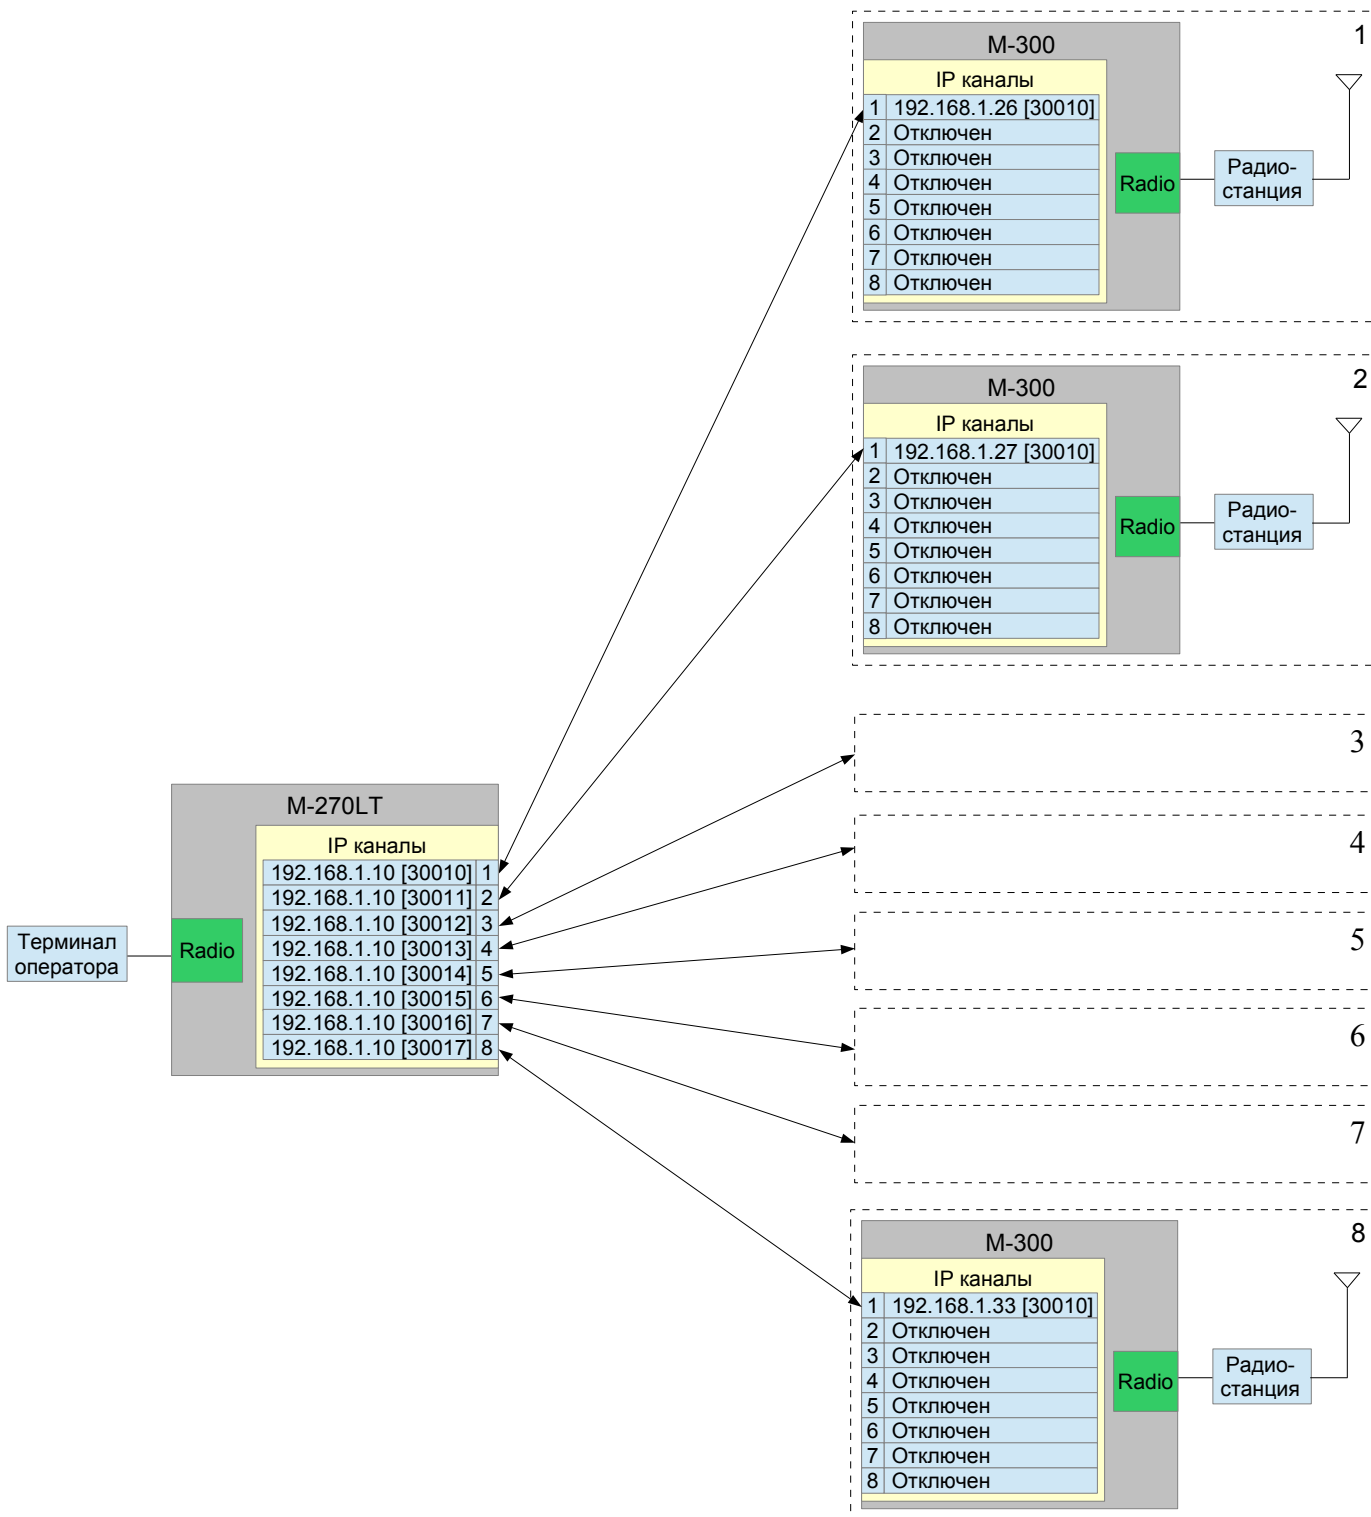 1
M-300
IP каналы
1 192.168.1.26 [30010]
2 Отключен
3 Отключен
4 Отключен
5 Отключен
6 Отключен
7 Отключен
8 Отключен
Radio
Радио-
станция
2
M-300
IP каналы
1 192.168.1.27 [30010]
2 Отключен
3 Отключен
4 Отключен
5 Отключен
6 Отключен
7 Отключен
8 Отключен
Radio
Радио-
станция
3
4
5
6
7
Терминал
оператора
Radio
M-270LT
IP каналы
192.168.1.10 [30010] 1
192.168.1.10 [30011] 2
192.168.1.10 [30012] 3
192.168.1.10 [30013] 4
192.168.1.10 [30014] 5
192.168.1.10 [30015] 6
192.168.1.10 [30016] 7
192.168.1.10 [30017] 8
8
M-300
IP каналы
1 192.168.1.33 [30010]
2 Отключен
3 Отключен
4 Отключен
5 Отключен
6 Отключен
7 Отключен
8 Отключен
Radio
Радио-
станция